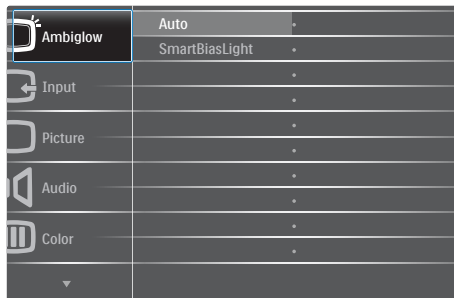 Ambiglow
Auto
SmartBiasLight
Input
Picture
Audio
Color